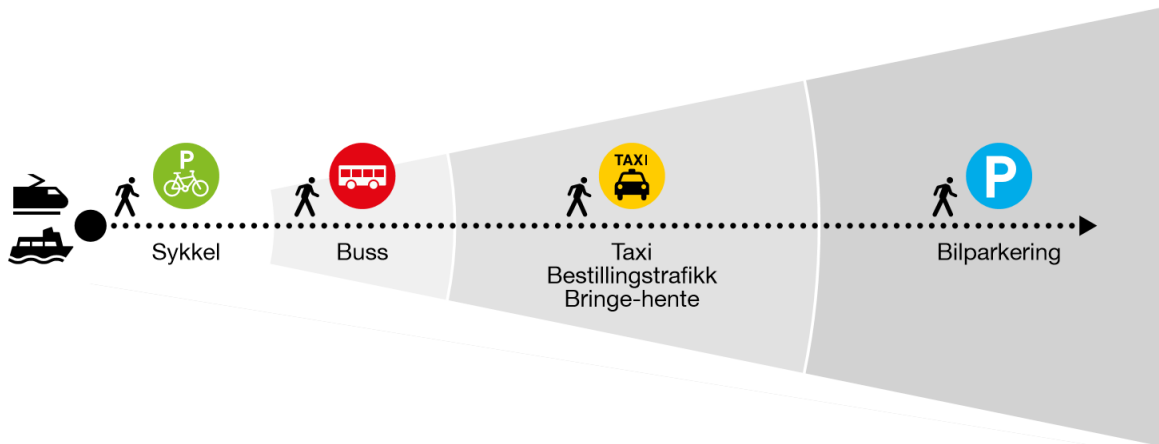 P
TAXI
P
Sykkel
Buss
Taxi
Bestillingstrafikk
Bringe-hente
Bilparkering